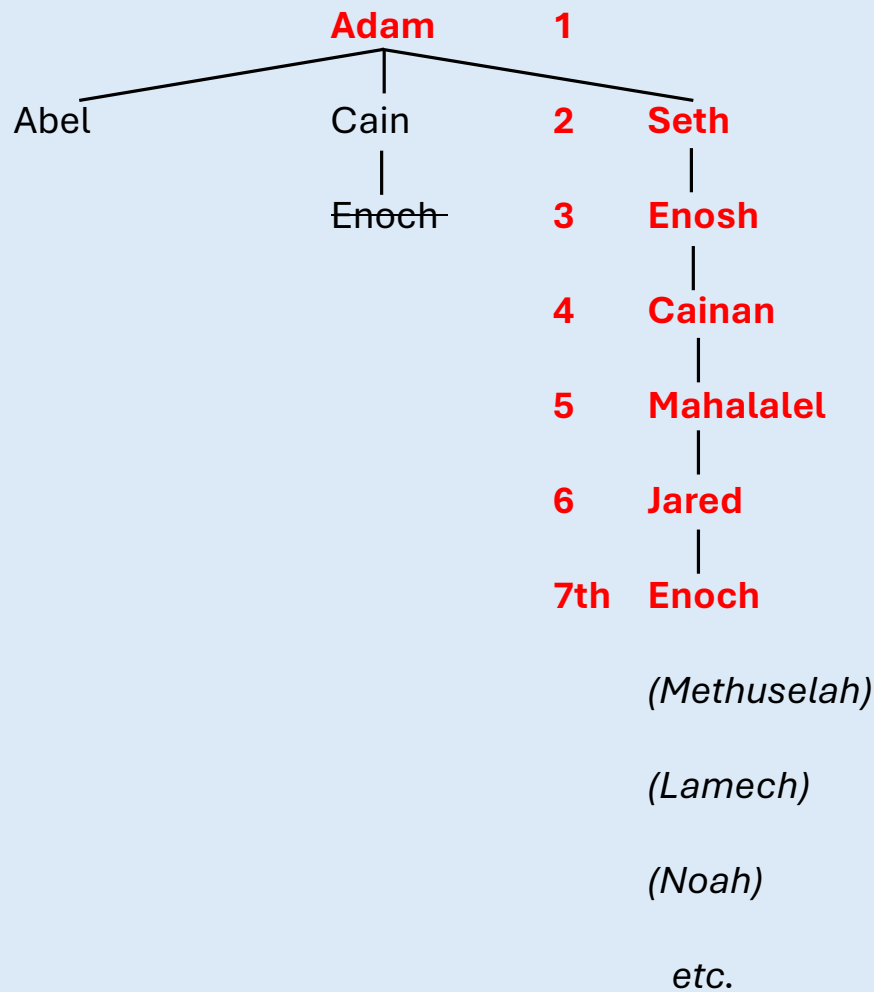 Adam 1
Abel Cain 2 Seth
Enoch 3 Enosh
4 Cainan
5 Mahalalel
6 Jared
7th Enoch
(Methuselah)
(Lamech)
(Noah)
etc.